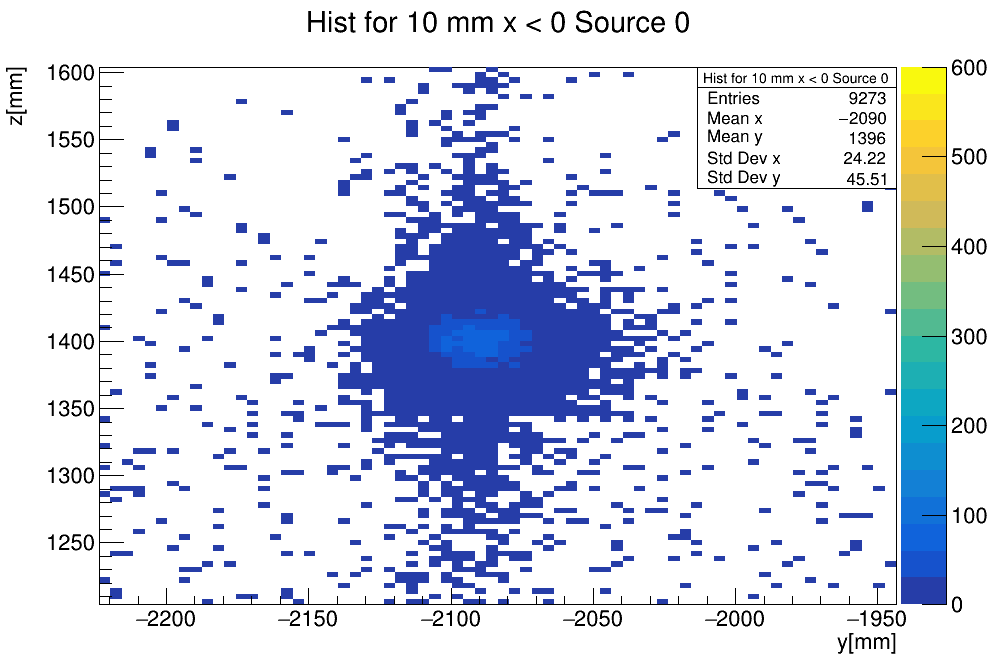 Hist for 10 mm x < 0 Source 0
z[mm]
1600
1550
1500
1450
1400
1350
1300
1250
Hist for 10 mm x < 0 Source 0
Entries 9273
Mean x −2090
Mean y 1396
Std Dev x 24.22
Std Dev y 45.51
600
500
400
300
200
100
0
−2200 −2150 −2100 −2050 −2000 −1950
y[mm]